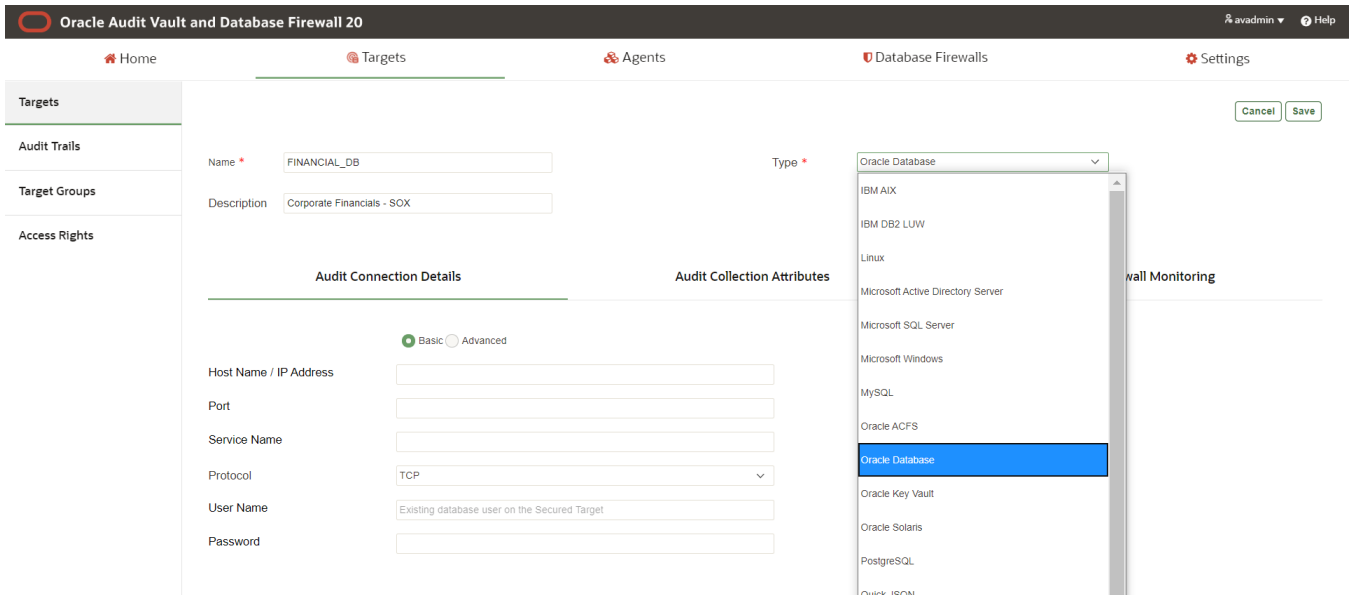 Oracle Audit Vault and Database Firewall 20
avadmin
Help
Home
Targets
Agents
Database Firewalls
Settings
Targets
Audit Trails
Target Groups
Access Rights
Cancel
Save
Name *
FINANCIAL_DB
Type *
Oracle Database
Description
Corporate Financials - SOX
IBM AIX
IBM DB2 LUW
Linux
Microsoft Active Directory Server
Microsoft SQL Server
Microsoft Windows
MySQL
Oracle ACFS
Oracle Database
Oracle Key Vault
Oracle Solaris
PostgreSQL
Quick JSON
Audit Connection Details
Audit Collection Attributes
wall Monitoring
Basic
Advanced
Host Name / IP Address
Port
Service Name
Protocol
TCP
User Name
Existing database user on the Secured Target
Password